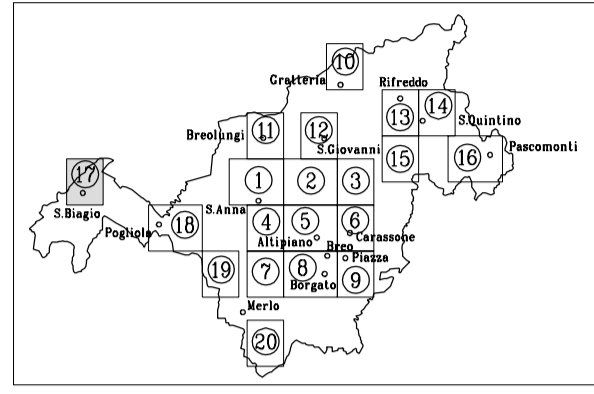 10
Gratteria
Rifreddo
13
14
S.Quintino
Breolungi
11
12
S.Giovanni
15
16
Pascomonti
17
S.Biagio
1
2
3
S.Anna
Pogliola
18
4
5
6
Altipiano
Carassone
Breo
19
7
8
Borgato
Piazza
9
Merlo
20